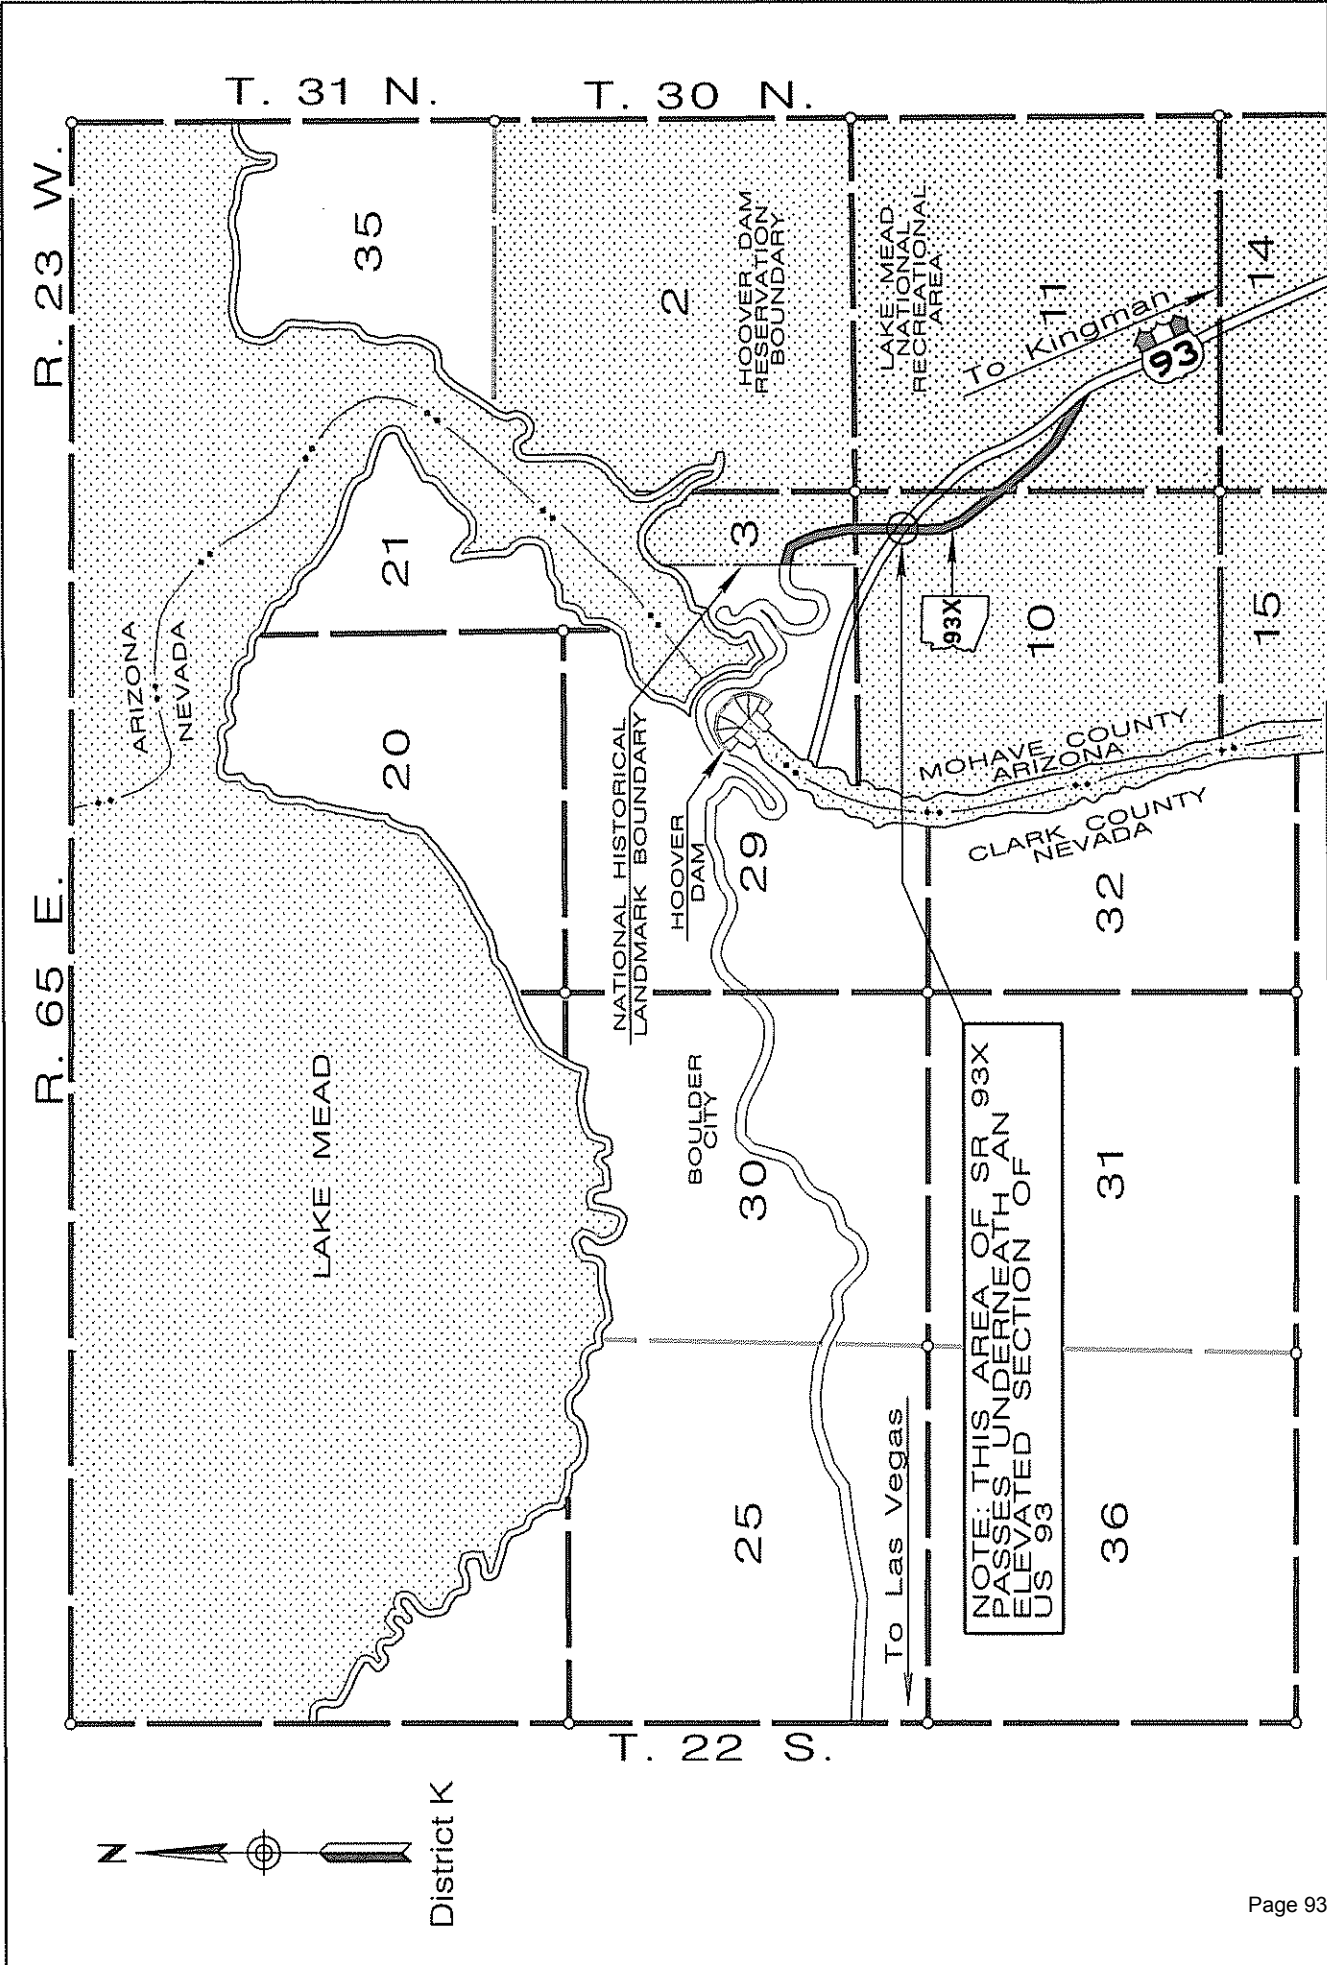 R. 65 E.
R. 23 W.
T. 31 N.
T. 30 N.
T. 22 S.
N
District K
LAKE MEAD
ARIZONA
NEVADA
35
21
20
2
HOOVER DAM
RESERVATION
BOUNDARY
3
NATIONAL HISTORICAL
LANDMARK BOUNDARY
HOOVER
DAM
29
BOULDER
CITY
30
25
To Las Vegas
LAKE MEAD
NATIONAL
RECREATIONAL
AREA
11
To Kingman
93
14
93X
10
15
MOHAVE COUNTY
ARIZONA
CLARK COUNTY
NEVADA
32
31
36
NOTE: THIS AREA OF SR 93X
PASSES UNDERNEATH AN
ELEVATED SECTION OF
US 93
Page 93